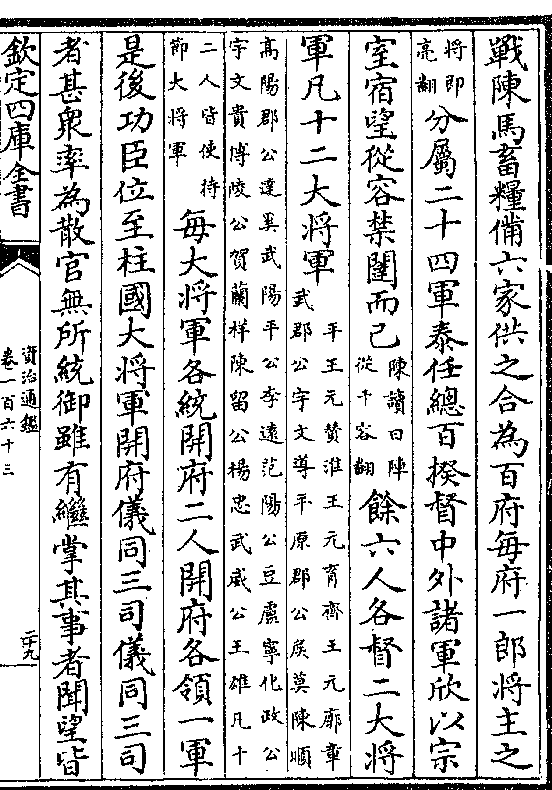 戰陳馬畜糧備六家供之合為百府毎府一郎將主之
將即
亮翻
分屬二十四軍泰任總百揆督中外諸軍欣以宗
室宿望從容禁闥而已
陳讀曰陣
從千容翻
餘六人各督二大將
軍凡十二大將軍
平王元贊淮王元育齊王元廓章
武郡公宇文導平原郡公侯莫陳順
高陽郡公達奚武陽平公李遠范陽公豆盧寧化政公
宇文貴博陵公賀蘭祥陳留公楊忠武威公王雄凡十
二人皆使持
節大將軍
毎大將軍各統開府二人開府各領一軍
是後功臣位至柱國大將軍開府儀同三司儀同三司
者甚衆率為散官無所統御雖有繼掌其事者聞望皆
欽定四庫全書
資治通鑑
卷一百六十三
二十九